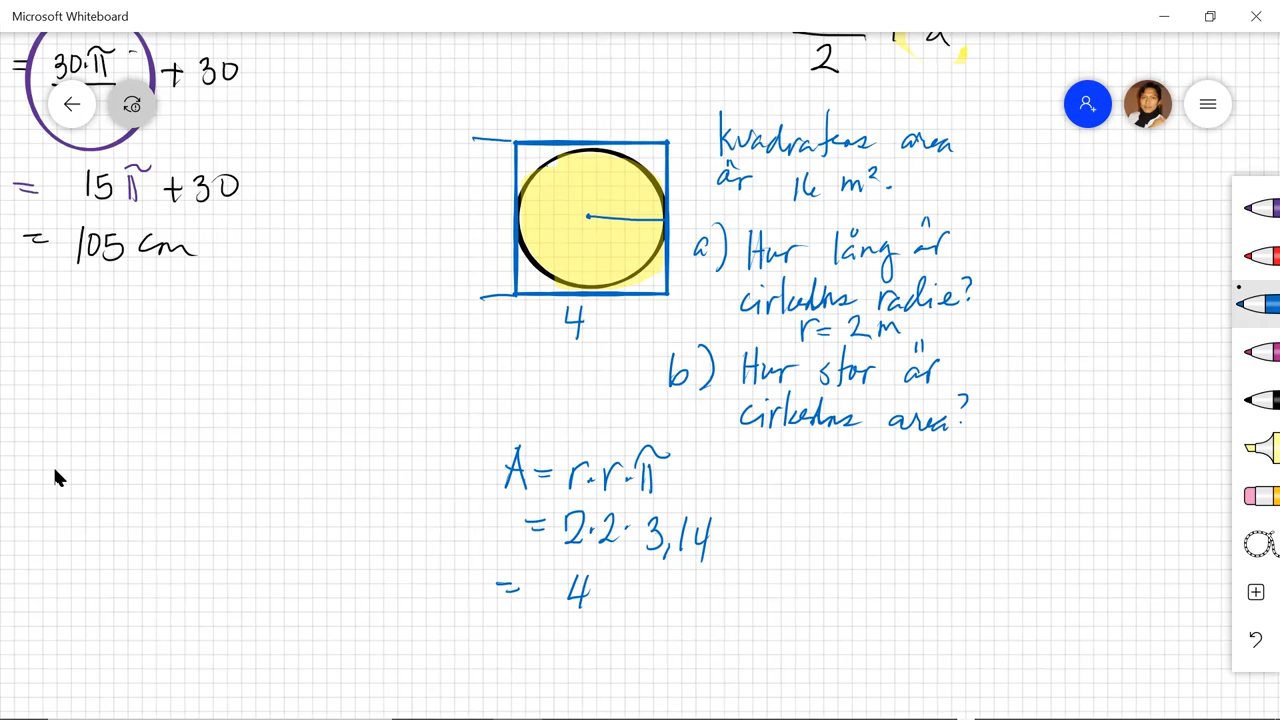 Microsoft Whiteboard
= 30·π + 30
= 15π + 30
= 105 cm
2
4
kvadratens area
är 16 m².
a) Hur lång är
cirkelns radie?
r = 2 m
b) Hur stor är
cirkelns area?
A = r·r·π
= 2·2·3,14
= 4